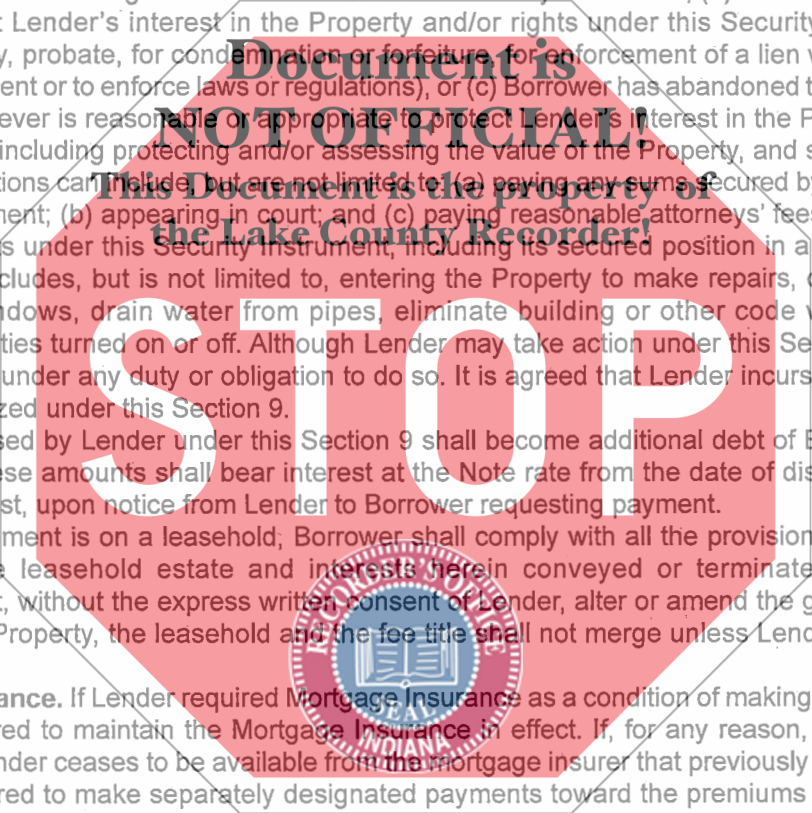 t Lender's interest in the Property and/or rights under this Security
y, probate, for condemnation or forfeiture, for enforcement of a lien
ent or to enforce laws or regulations), or (c) Borrower has abandoned t
ever is reasonable or appropriate to protect Lender's interest in the P
including protecting and/or assessing the value of the Property, and s
ions can include, but are not limited to: (a) paying any sums secured b
ent; (b) appearing in court; and (c) paying reasonable attorneys' fee
s under this Security Instrument, including its secured position in a
cludes, but is not limited to, entering the Property to make repairs,
ndows, drain water from pipes, eliminate building or other code
ties turned on or off. Although Lender may take action under this Se
under any duty or obligation to do so. It is agreed that Lender incurs
zed under this Section 9.
sed by Lender under this Section 9 shall become additional debt of B
ese amounts shall bear interest at the Note rate from the date of dis
st, upon notice from Lender to Borrower requesting payment.
ment is on a leasehold, Borrower shall comply with all the provision
e leasehold estate and interests herein conveyed or terminate
t, without the express written consent of Lender, alter or amend the g
Property, the leasehold and the fee title shall not merge unless Lend
ance. If Lender required Mortgage Insurance as a condition of making
red to maintain the Mortgage Insurance in effect. If, for any reason,
nder ceases to be available from the mortgage insurer that previously
red to make separately designated payments toward the premiums
Document is
NOT OFFICIAL!
This Document is the property of
the Lake County Recorder!
STOP
RECORDER'S OFFICE
SEAL
INDIANA